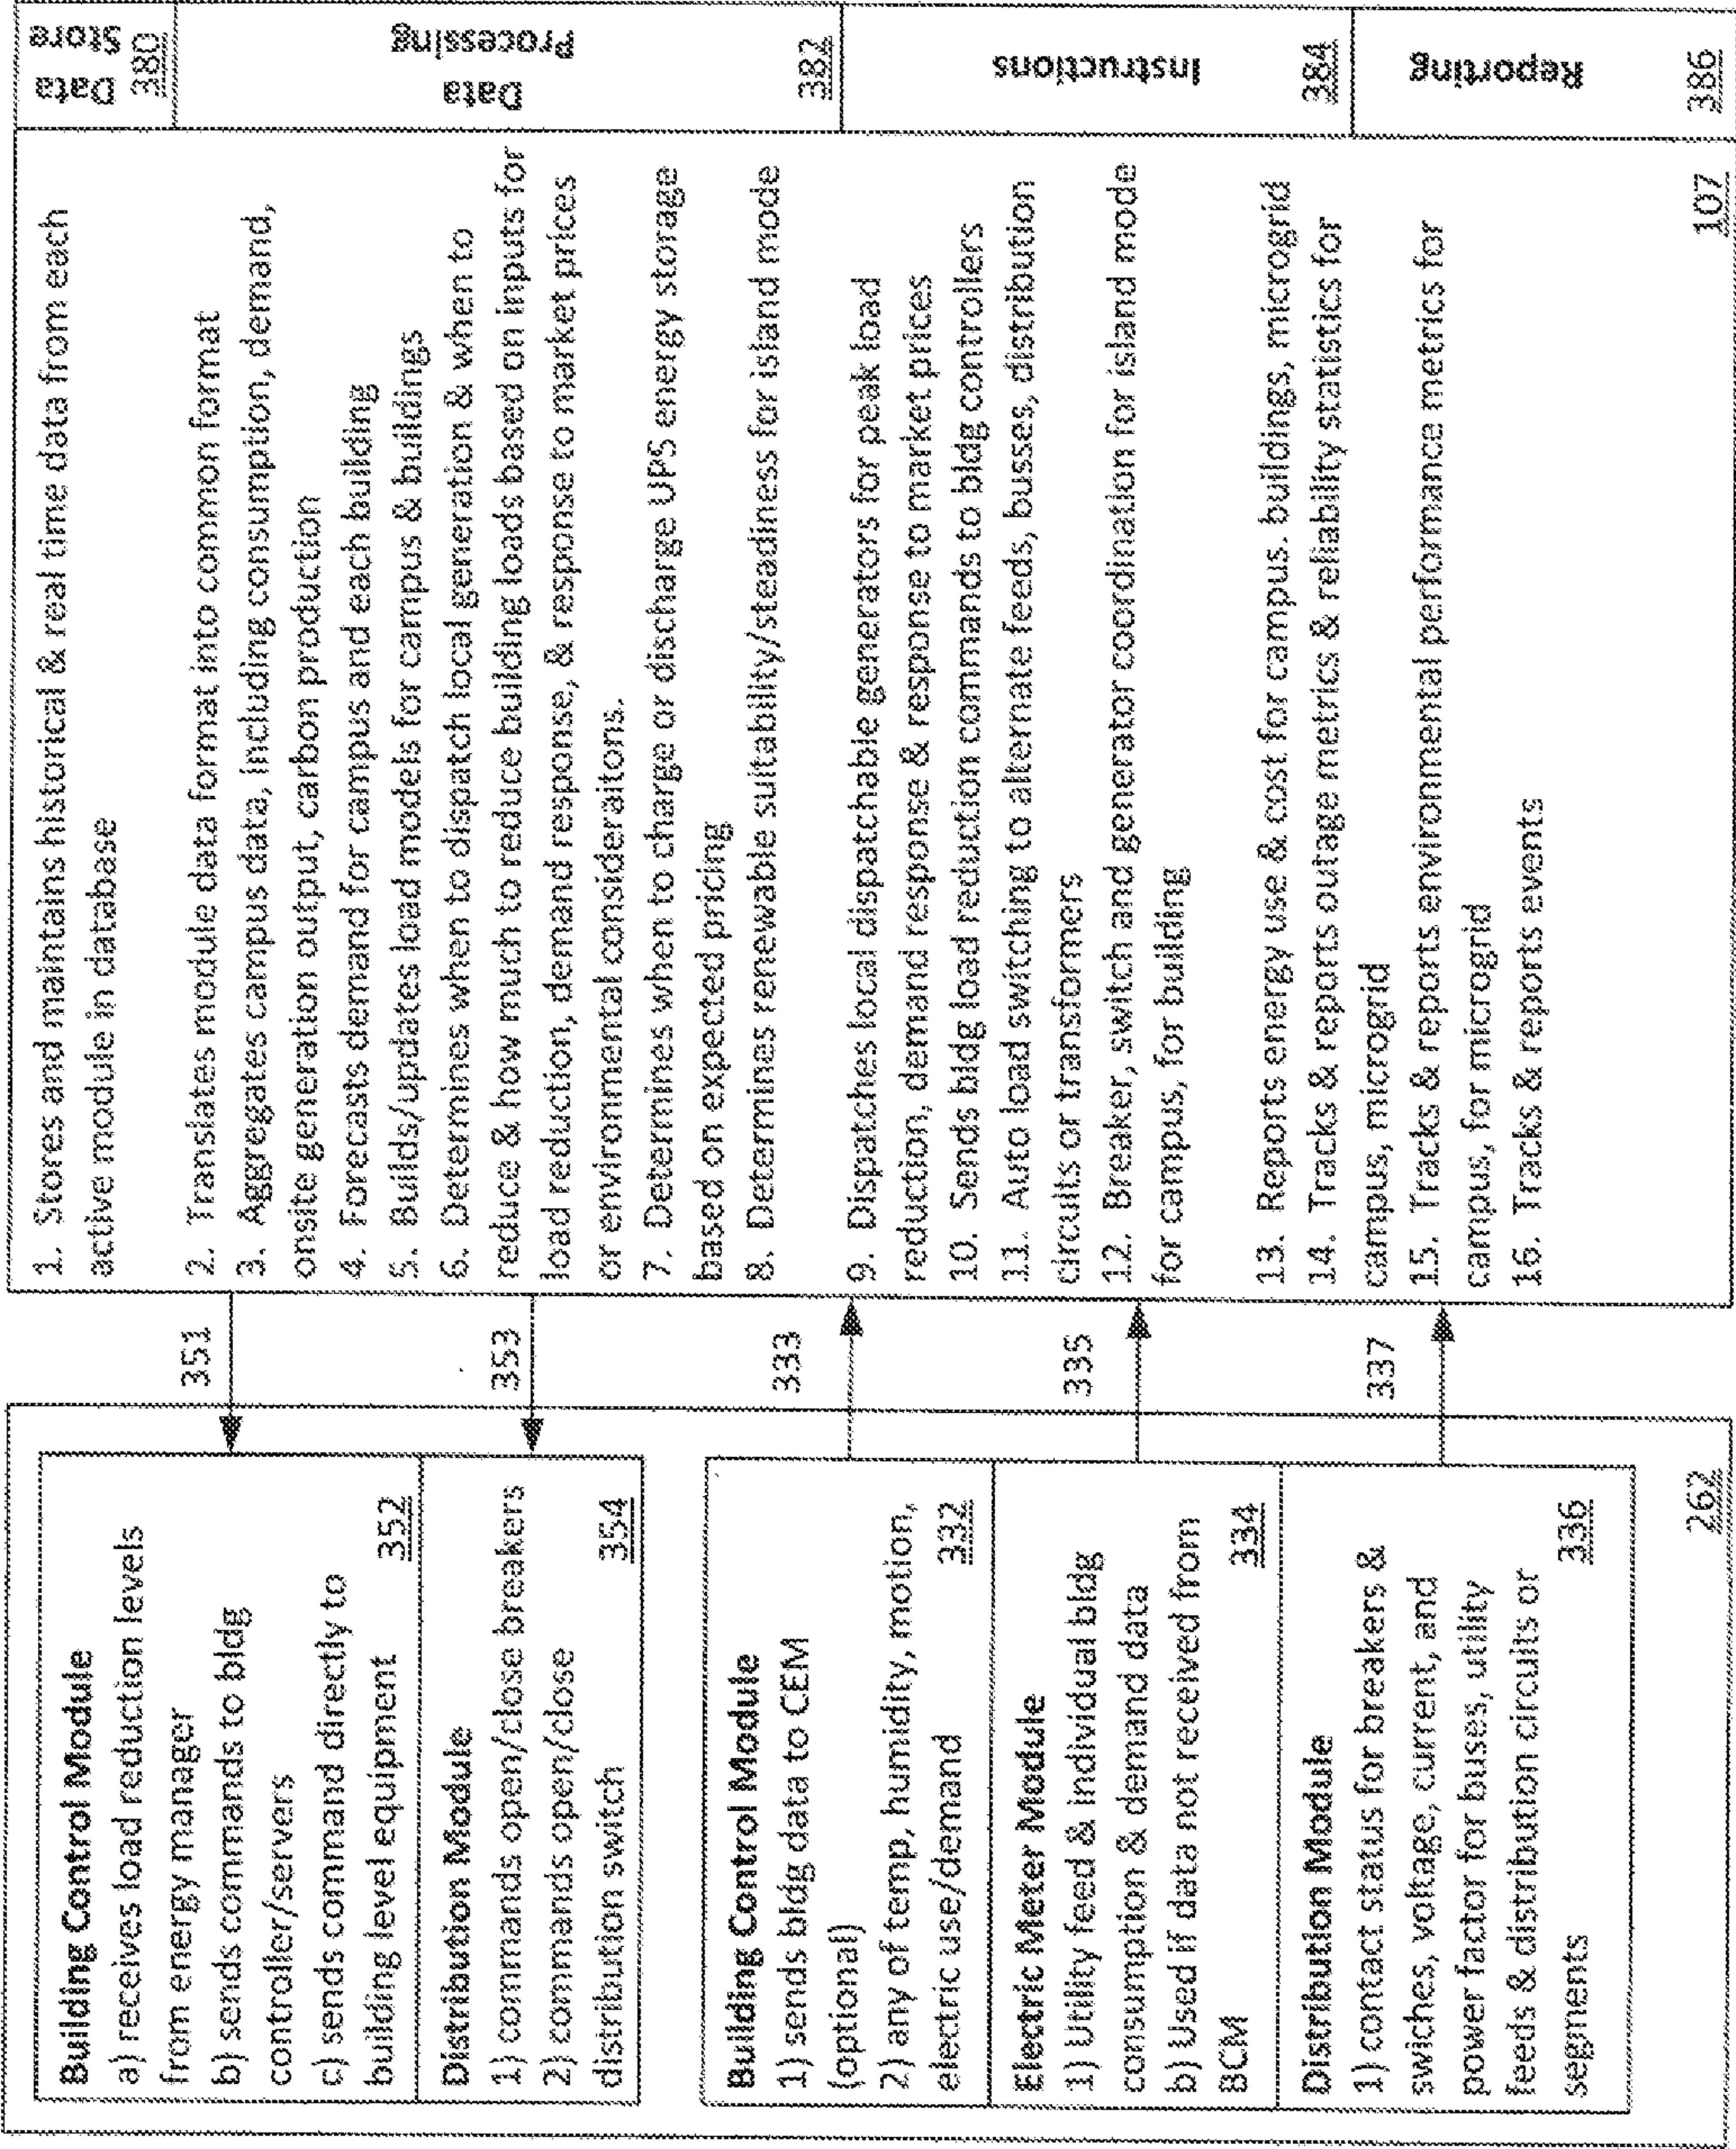 Building Control Module
a) receives load reduction levels
from energy manager
b) sends commands to bldg
controller/servers
c) sends command directly to
building level equipment
352
Distribution Module
1) commands open/close breakers
2) commands open/close
distribution switch
354
Building Control Module
1) sends bldg data to CEM
(optional)
2) any of temp, humidity, motion,
electric use/demand
332
Electric Meter Module
1) Utility feed & individual bldg
consumption & demand data
b) Used if data not received from
BCM
334
Distribution Module
1) contact status for breakers &
swiches, voltage, current, and
power factor for buses, utility
feeds & distribution circuits or
segments
336
262
351
353
333
335
337
1. Stores and maintains historical & real time data from each
active module in database
2. Translates module data format into common format
3. Aggregates campus data, including consumption, demand,
onsite generation output, carbon production
4. Forecasts demand for campus and each building
5. Builds/updates load models for campus & buildings
6. Determines when to dispatch local generation & when to
reduce & how much to reduce building loads based on inputs for
load reduction, demand response, & response to market prices
or environmental consideraitons.
7. Determines when to charge or discharge UPS energy storage
based on expected pricing
8. Determines renewable suitability/steadiness for island mode
9. Dispatches local dispatchable generators for peak load
reduction, demand response & response to market prices
10. Sends bldg load reduction commands to bldg controllers
11. Auto load switching to alternate feeds, busses, distribution
circuits or transformers
12. Breaker, switch and generator coordination for island mode
for campus, for building
13. Reports energy use & cost for campus. buildings, microgrid
14. Tracks & reports outage metrics & reliability statistics for
campus, microgrid
15. Tracks & reports environmental performance metrics for
campus, for microgrid
16. Tracks & reports events
107
Data
Store
380
Data
Processing
382
Instructions
384
Reporting
386